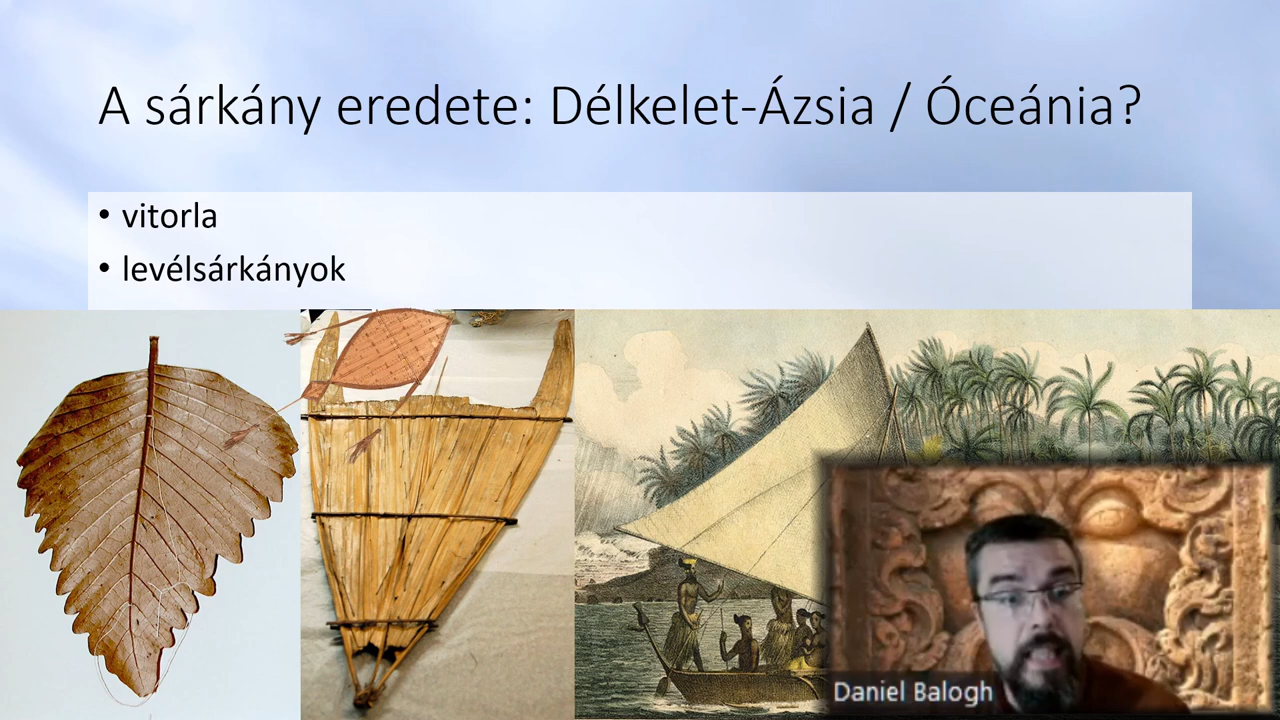 A sárkány eredete: Délkelet-Ázsia / Óceánia?
• vitorla
• levélsárkányok
Daniel Balogh